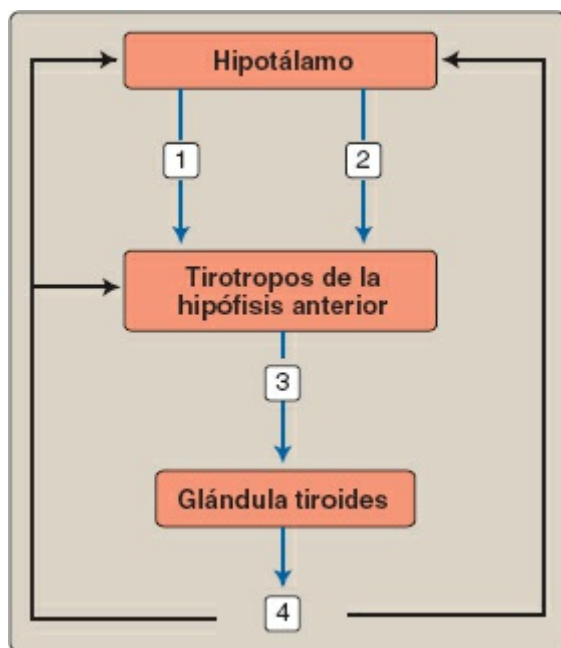 Hipotálamo
1 2
Tirotropos de la
hipófisis anterior
3
Glándula tiroides
4